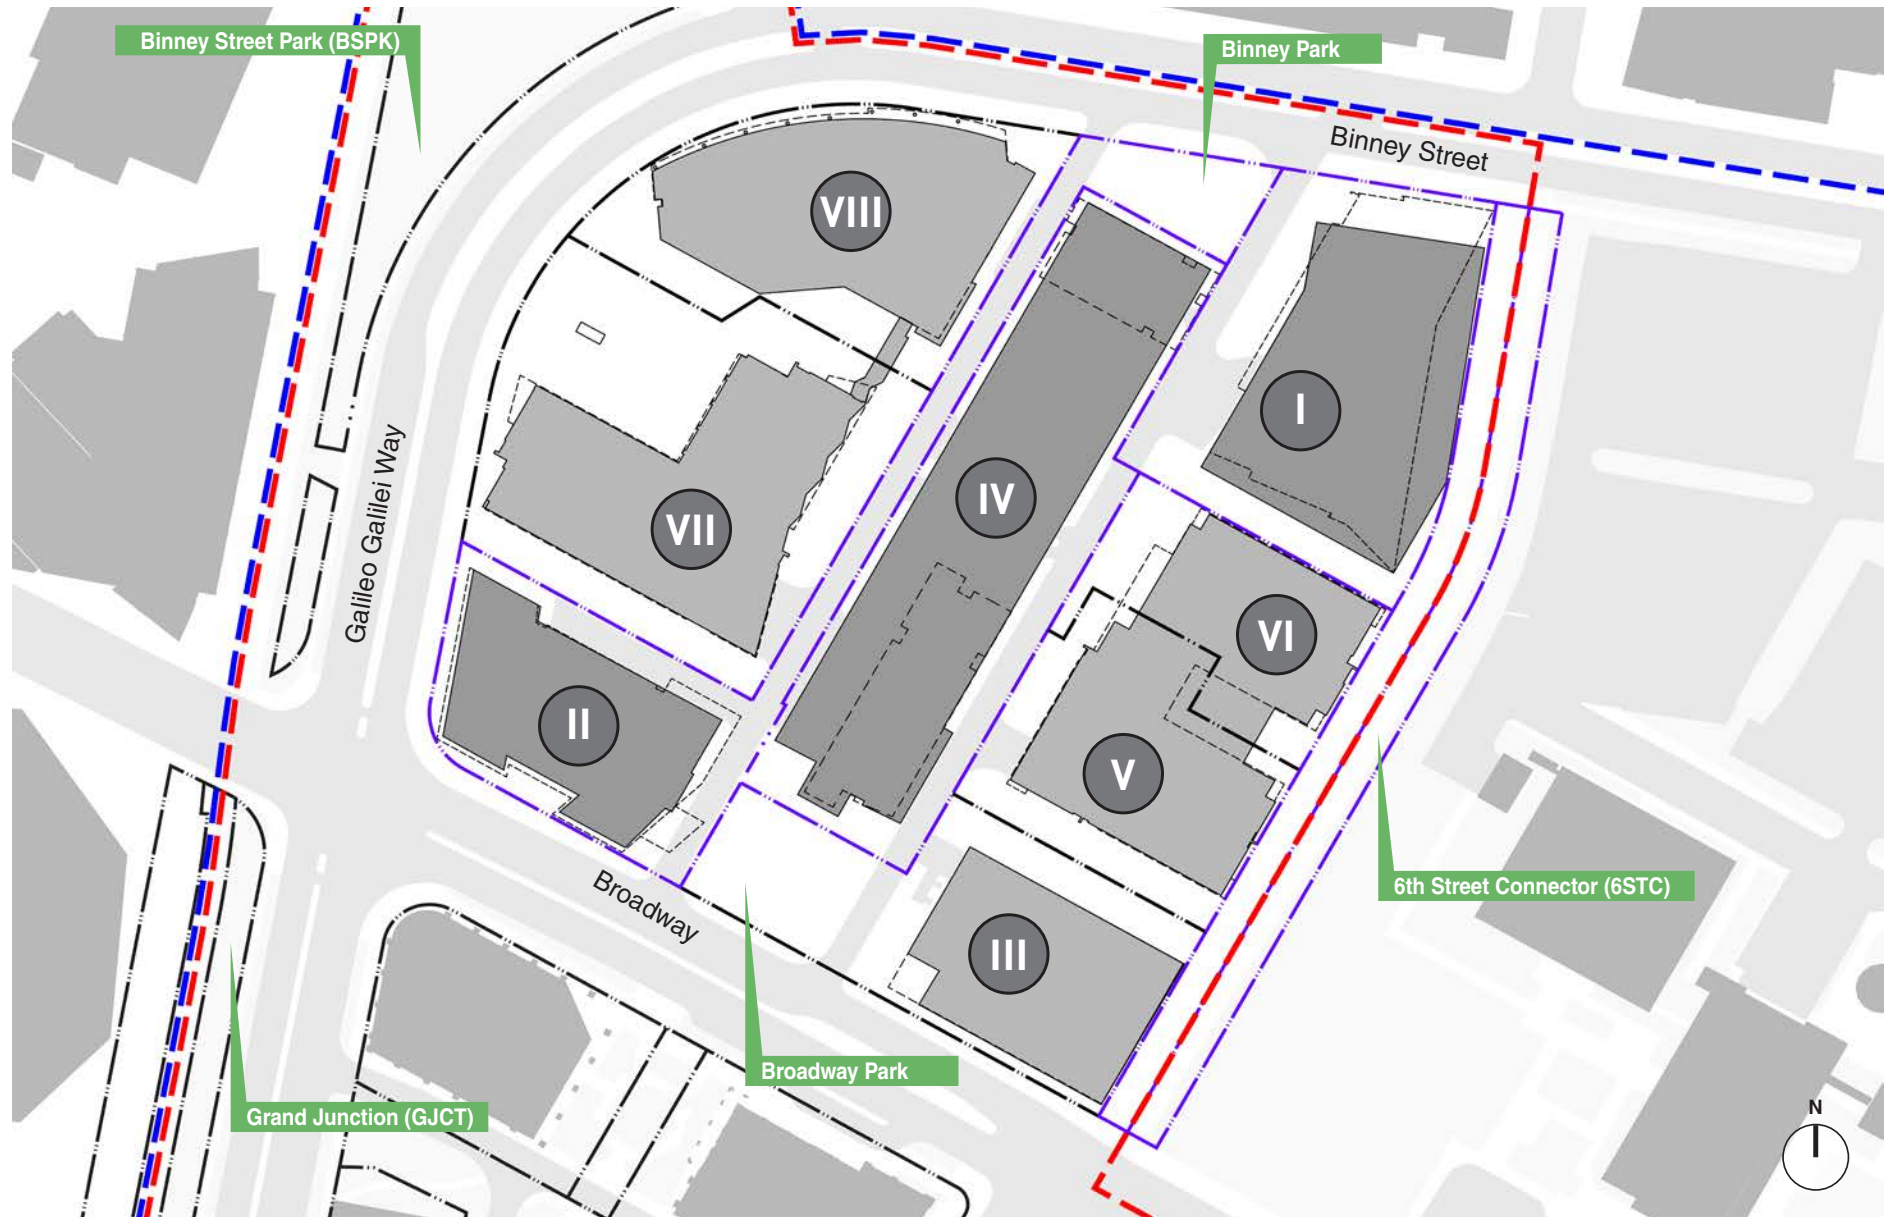 Binney Street Park (BSPK)
Binney Park
Binney Street
VIII
I
IV
Galileo Galilei Way
VII
VI
II
V
6th Street Connector (6STC)
Broadway
III
Broadway Park
Grand Junction (GJCT)
N